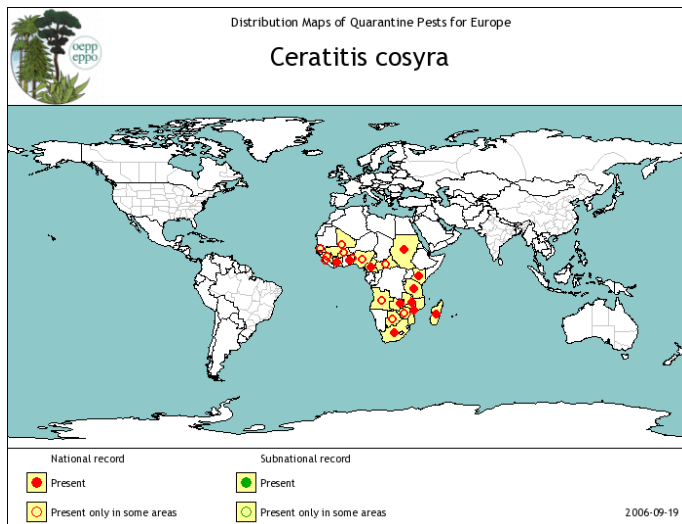 oepp
eppo
Distribution Maps of Quarantine Pests for Europe
Ceratitis cosyra
National record
Subnational record
Present
Present
Present only in some areas
Present only in some areas
2006-09-19